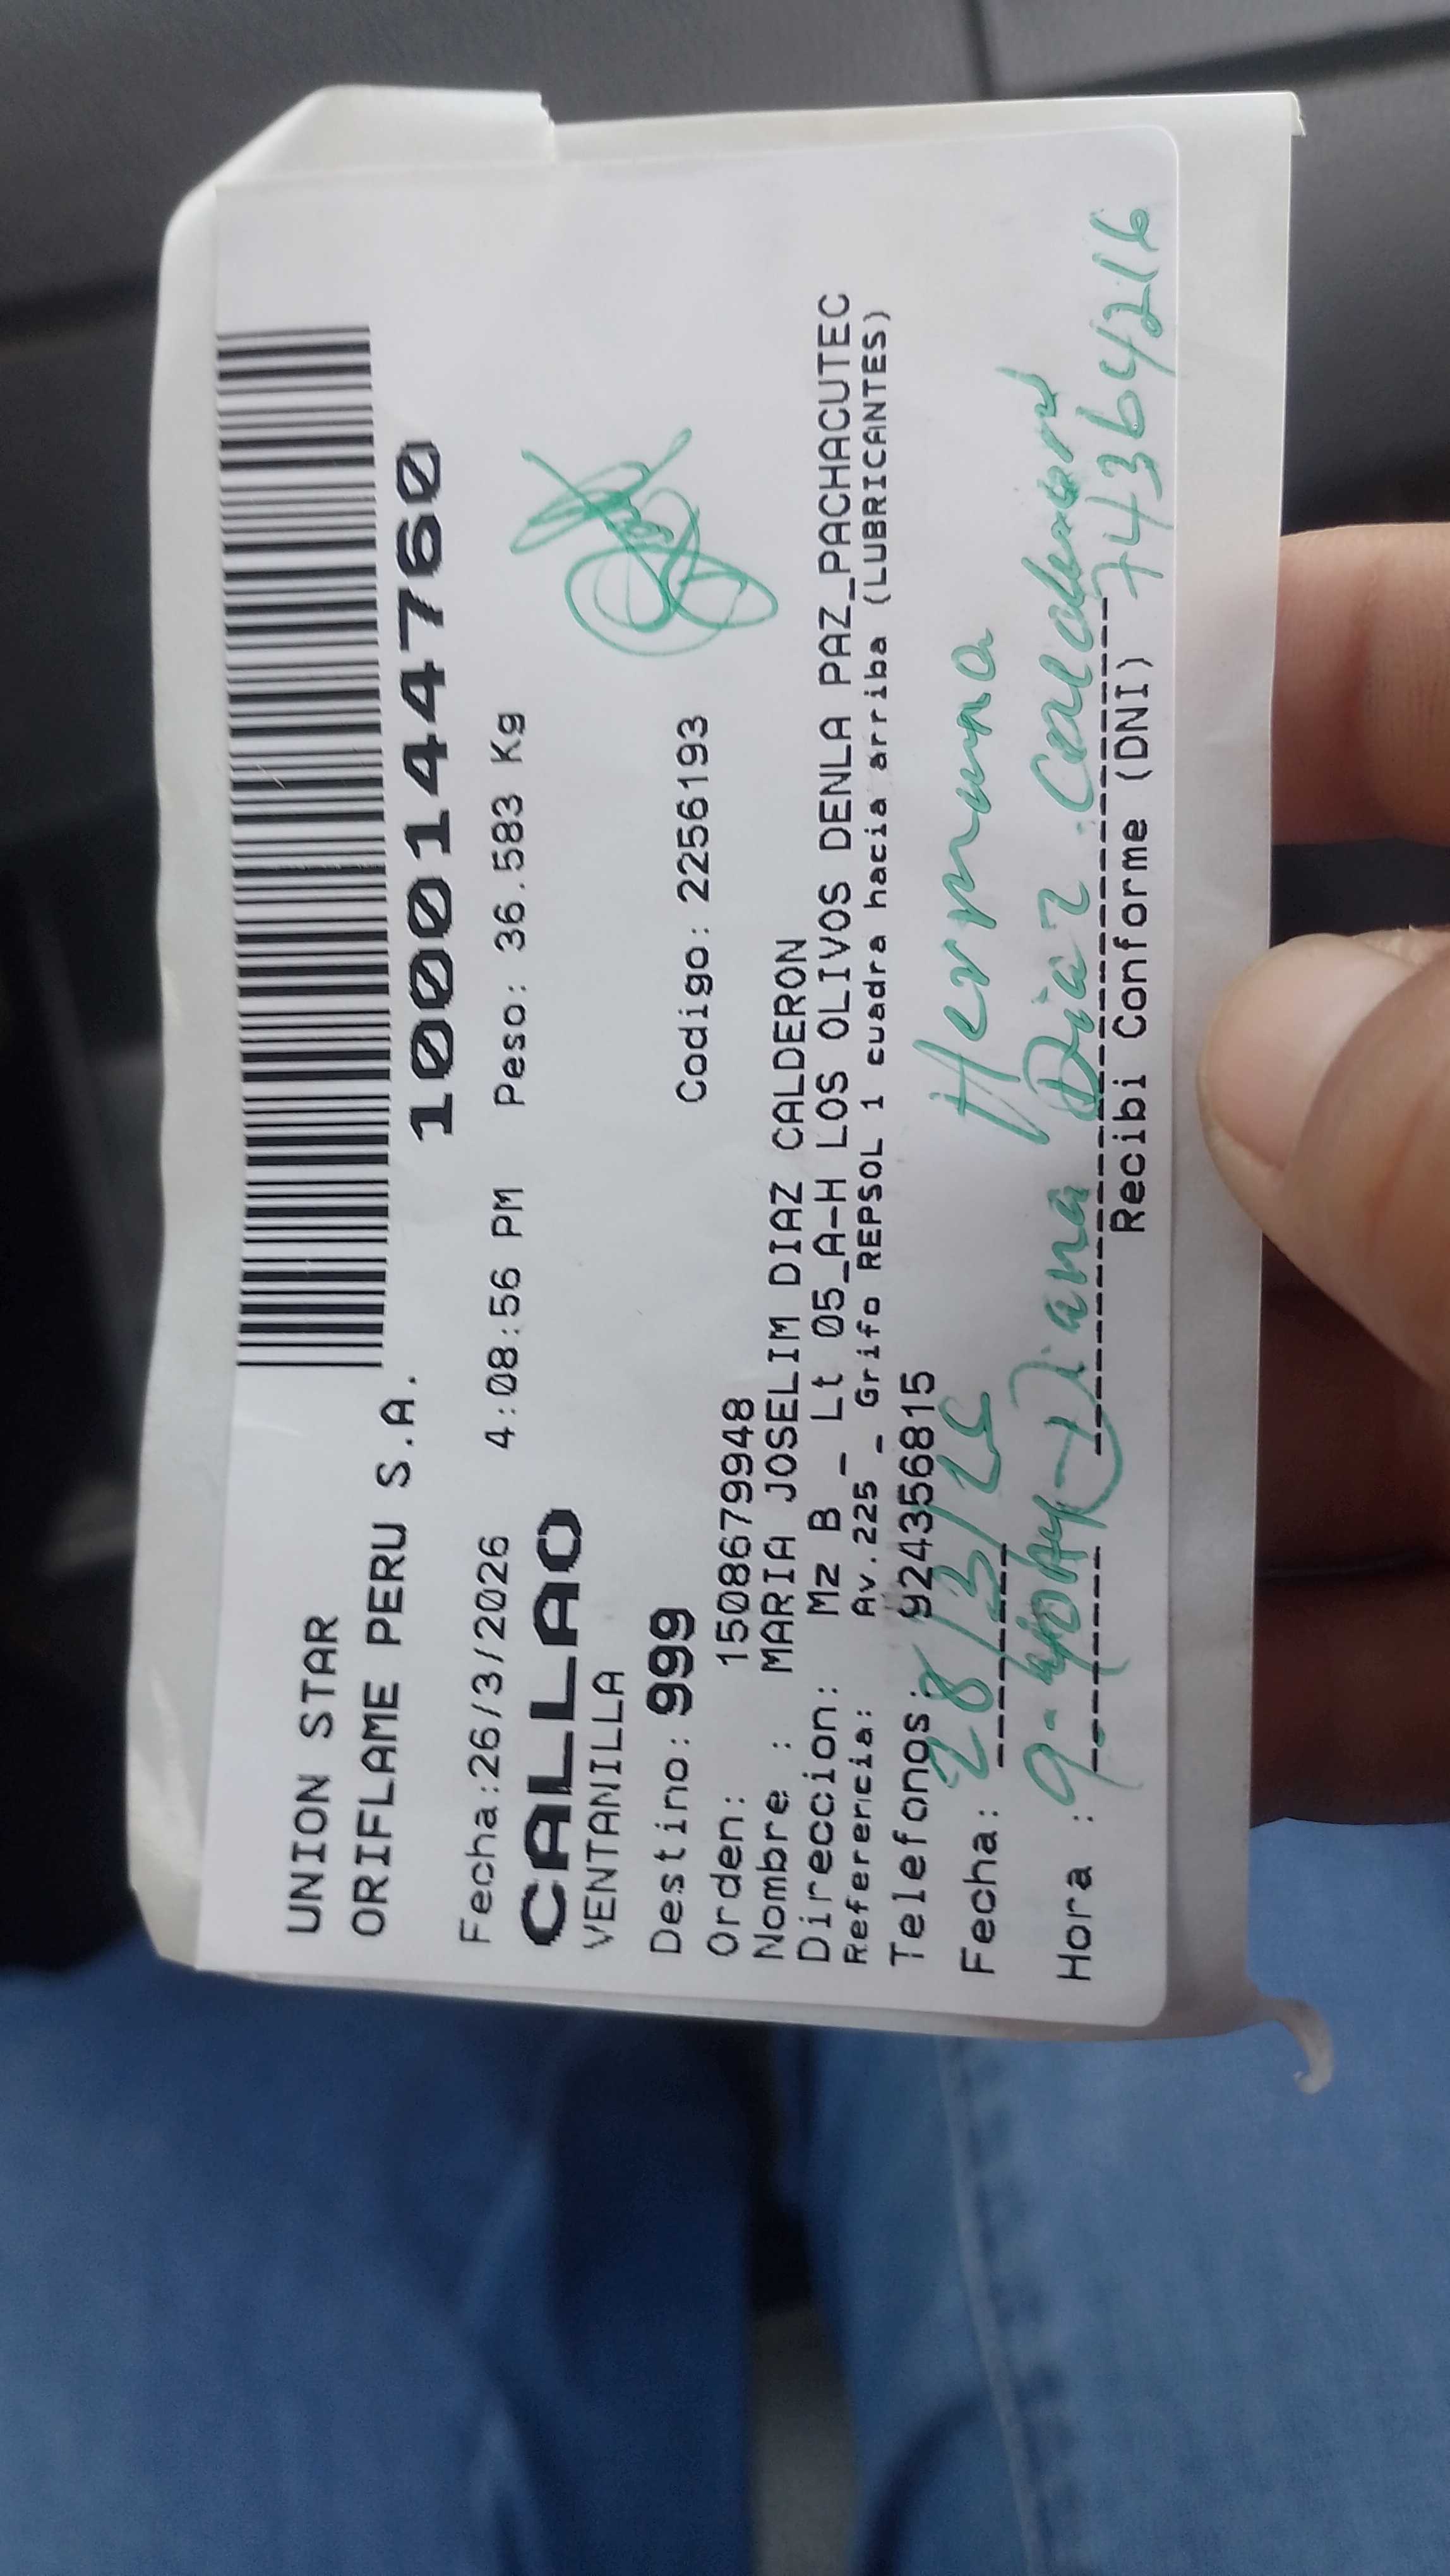 UNION STAR
ORIFLAME PERU S.A.
1000144760
Fecha:26/3/2026 4:08:56 PM Peso: 36.583 Kg
CALLAO
VENTANILLA
Destino: 999 Codigo: 2256193
Orden: 1508679948
Nombre : MARIA JOSELIM DIAZ CALDERON
Direccion: Mz B - Lt 05_A-H LOS OLIVOS DENLA PAZ_PACHACUTEC
Referencia: Av.225 - Grifo REPSOL 1 cuadra hacia arriba (LUBRICANTES)
Telefonos: 924356815
Fecha: 28/3/26 Hermana
Hora : Diana Diaz Calderon 74364216
Recibi Conforme (DNI)